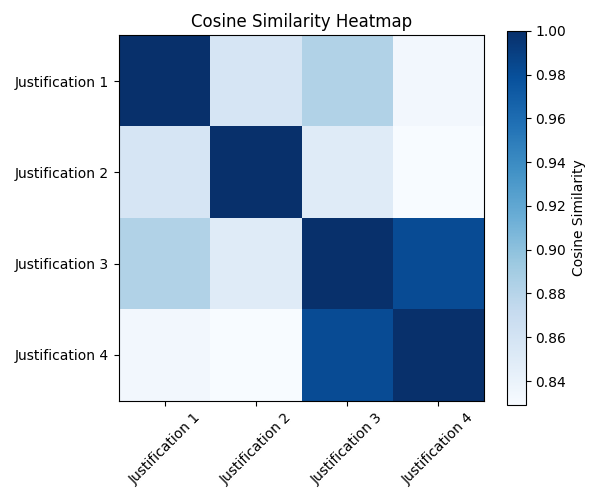 Cosine Similarity Heatmap
Justification 1
Justification 2
Justification 3
Justification 4
Justification 1
Justification 2
Justification 3
Justification 4
1.00
0.98
0.96
0.94
0.92
0.90
0.88
0.86
0.84
Cosine Similarity